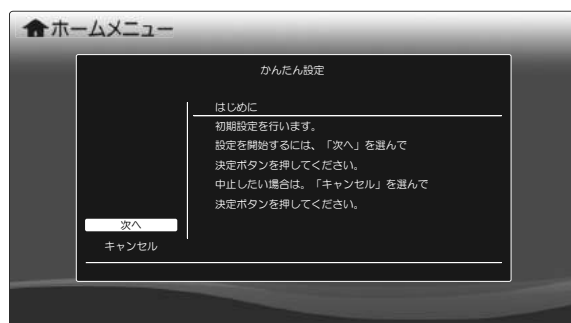 ホームメニュー
かんたん設定
はじめに
初期設定を行います。
設定を開始するには、「次へ」を選んで
決定ボタンを押してください。
中止したい場合は。「キャンセル」を選んで
決定ボタンを押してください。
次へ
キャンセル